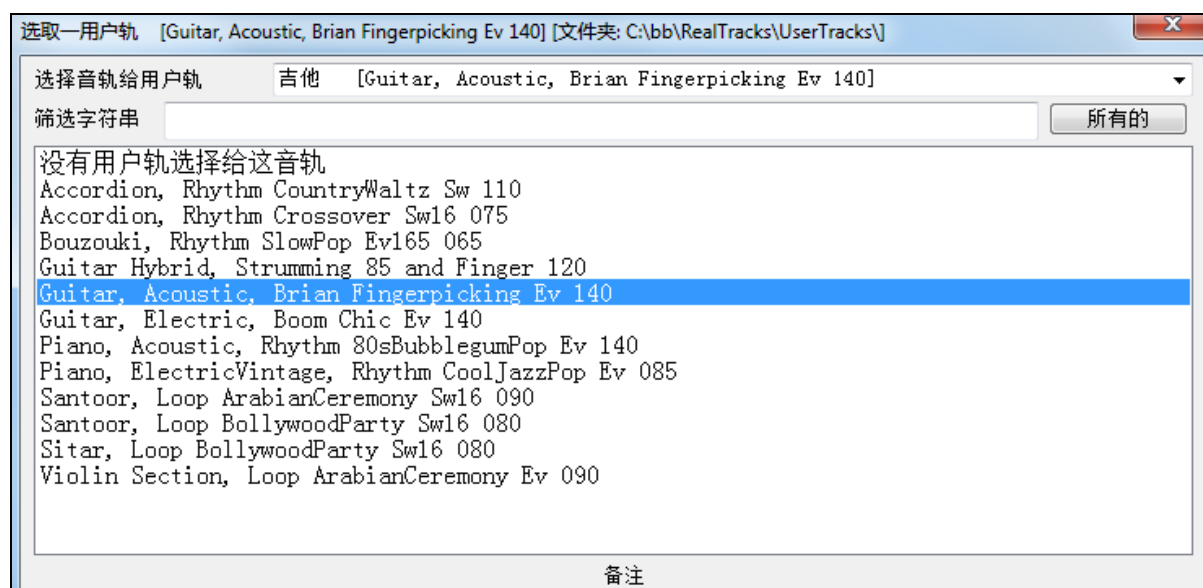 选取一用户轨 [Guitar, Acoustic, Brian Fingerpicking Ev 140] [文件夹: C:\bb\RealTracks\UserTracks\]
选择音轨给用户轨 吉他 [Guitar, Acoustic, Brian Fingerpicking Ev 140]
筛选字符串 所有的
没有用户轨选择给这音轨
Accordion, Rhythm CountryWaltz Sw 110
Accordion, Rhythm Crossover Sw16 075
Bouzouki, Rhythm SlowPop Ev165 065
Guitar Hybrid, Strumming 85 and Finger 120
Guitar, Acoustic, Brian Fingerpicking Ev 140
Guitar, Electric, Boom Chic Ev 140
Piano, Acoustic, Rhythm 80sBubblegumPop Ev 140
Piano, ElectricVintage, Rhythm CoolJazzPop Ev 085
Santoor, Loop ArabianCeremony Sw16 090
Santoor, Loop BollywoodParty Sw16 080
Sitar, Loop BollywoodParty Sw16 080
Violin Section, Loop ArabianCeremony Ev 090
备注